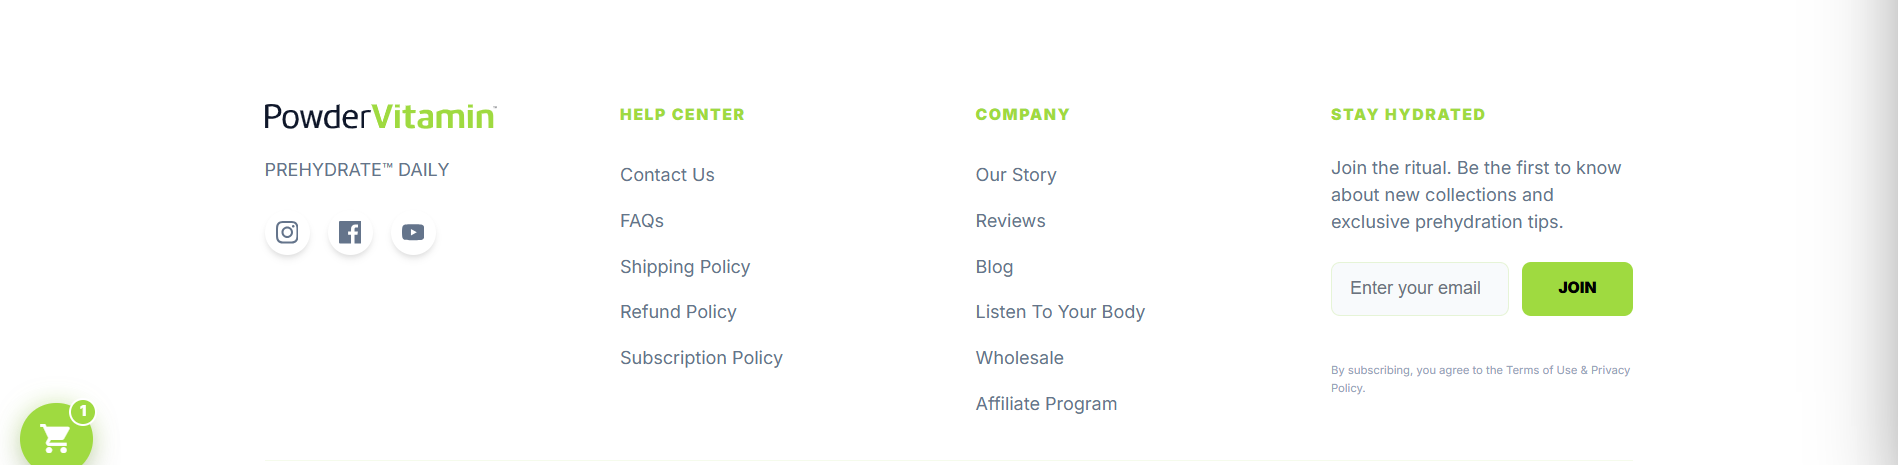 PowderVitamin™
PREHYDRATE™ DAILY
HELP CENTER
Contact Us
FAQs
Shipping Policy
Refund Policy
Subscription Policy
COMPANY
Our Story
Reviews
Blog
Listen To Your Body
Wholesale
Affiliate Program
STAY HYDRATED
Join the ritual. Be the first to know
about new collections and
exclusive prehydration tips.
Enter your email
JOIN
By subscribing, you agree to the Terms of Use & Privacy
Policy.
1